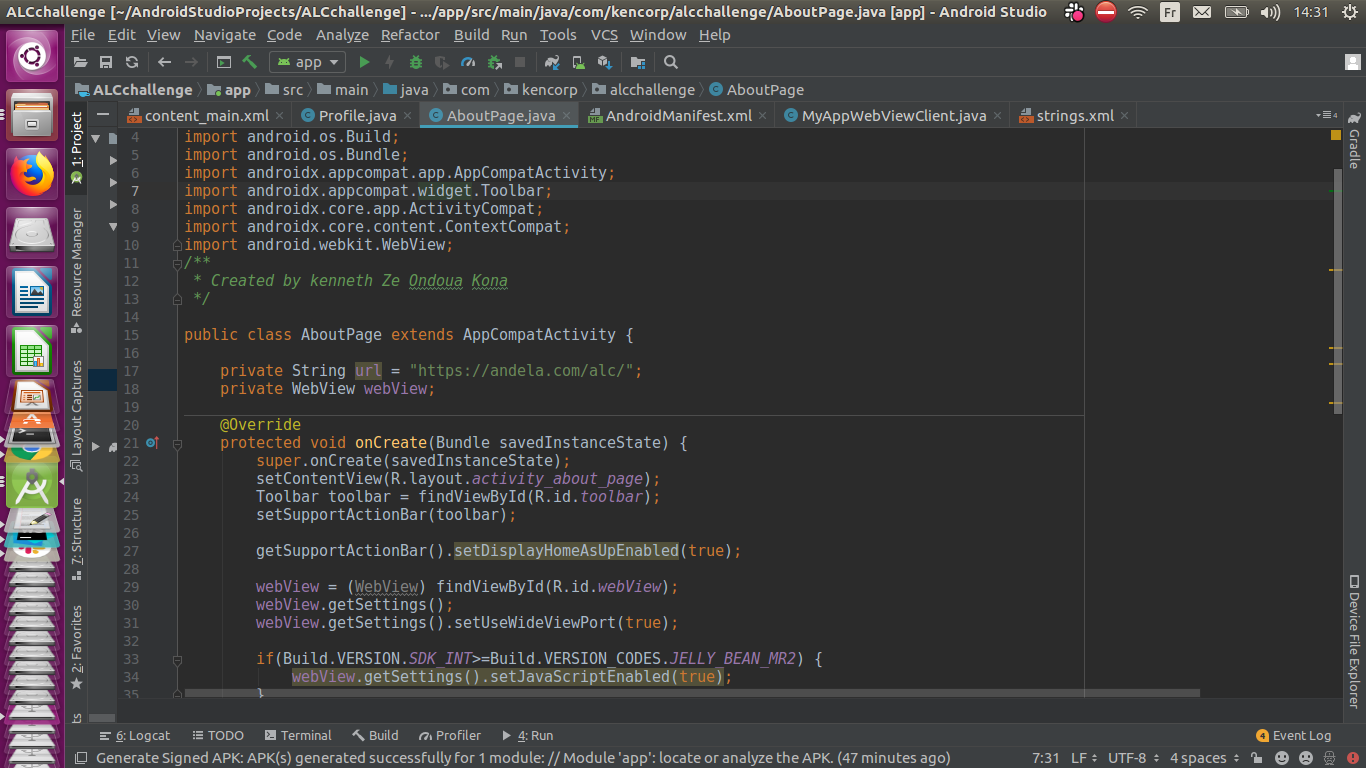 ALCchallenge [~/AndroidStudioProjects/ALCchallenge] - .../app/src/main/java/com/kencorp/alcchallenge/AboutPage.java [app] - Android Studio
Fr
14:31
File Edit View Navigate Code Analyze Refactor Build Run Tools VCS Window Help
app
ALCchallenge app src main java com kencorp alcchallenge AboutPage
content_main.xml Profile.java AboutPage.java AndroidManifest.xml MyAppWebViewClient.java strings.xml
1: Project
Resource Manager
Layout Captures
7: Structure
2: Favorites
4 import android.os.Build;
5 import android.os.Bundle;
6 import androidx.appcompat.app.AppCompatActivity;
7 import androidx.appcompat.widget.Toolbar;
8 import androidx.core.app.ActivityCompat;
9 import androidx.core.content.ContextCompat;
10 import android.webkit.WebView;
11 /**
12 * Created by kenneth Ze Ondoua Kona
13 */
14
15 public class AboutPage extends AppCompatActivity {
16
17 private String url = "https://andela.com/alc/";
18 private WebView webView;
19
20 @Override
21 protected void onCreate(Bundle savedInstanceState) {
22 super.onCreate(savedInstanceState);
23 setContentView(R.layout.activity_about_page);
24 Toolbar toolbar = findViewById(R.id.toolbar);
25 setSupportActionBar(toolbar);
26
27 getSupportActionBar().setDisplayHomeAsUpEnabled(true);
28
29 webView = (WebView) findViewById(R.id.webView);
30 webView.getSettings();
31 webView.getSettings().setUseWideViewPort(true);
32
33 if(Build.VERSION.SDK_INT>=Build.VERSION_CODES.JELLY_BEAN_MR2) {
34 webView.getSettings().setJavaScriptEnabled(true);
35 }
Gradle
Device File Explorer
6: Logcat TODO Terminal Build Profiler 4: Run 4 Event Log
Generate Signed APK: APK(s) generated successfully for 1 module: // Module 'app': locate or analyze the APK. (47 minutes ago) 7:31 LF UTF-8 4 spaces